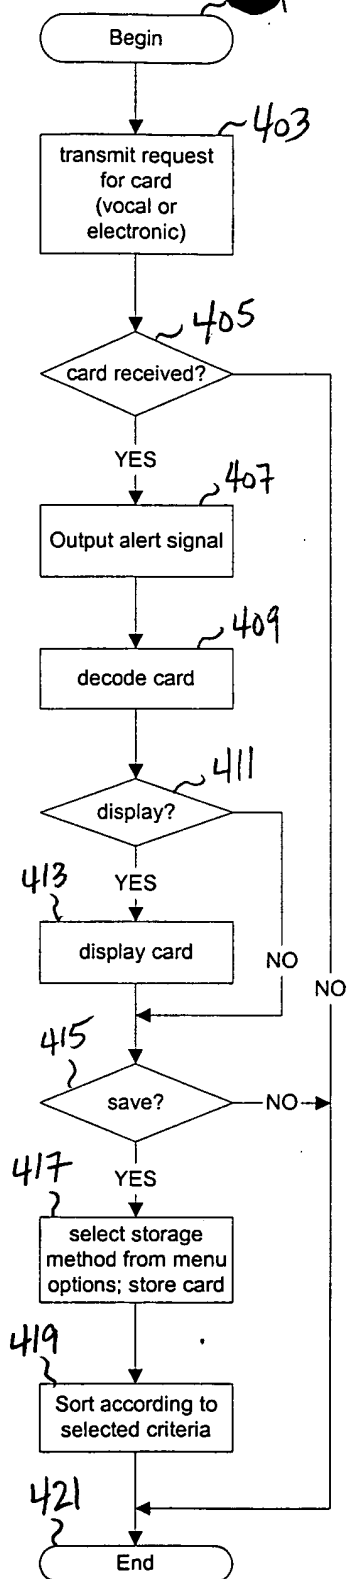 Begin
403
transmit request
for card
(vocal or
electronic)
405
card received?
YES
407
Output alert signal
409
decode card
411
display?
413
YES
display card
NO
NO
415
save?
NO
417
YES
select storage
method from menu
options; store card
419
Sort according to
selected criteria
421
End